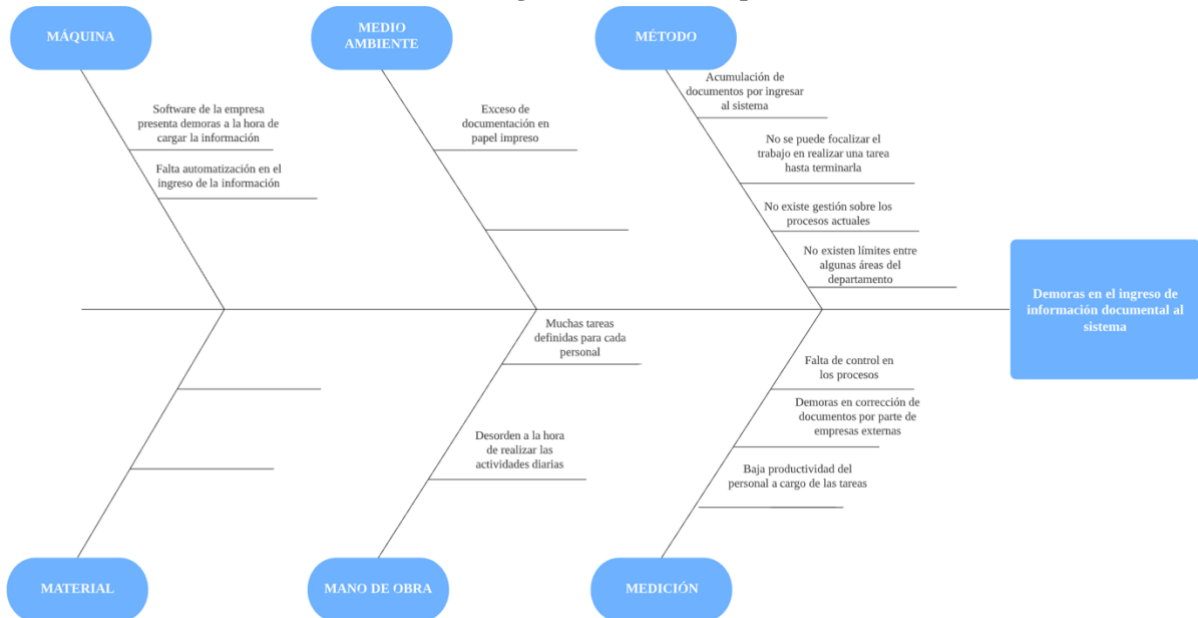 MÁQUINA
MEDIO
AMBIENTE
MÉTODO
Software de la empresa
presenta demoras a la hora de
cargar la información
Falta automatización en el
ingreso de la información
Exceso de
documentación en
papel impreso
Acumulación de
documentos por ingresar
al sistema
No se puede focalizar el
trabajo en realizar una tarea
hasta terminarla
No existe gestión sobre los
procesos actuales
No existen límites entre
algunas áreas del
departamento
Demoras en el ingreso de
información documental al
sistema
Muchas tareas
definidas para cada
personal
Desorden a la hora
de realizar las
actividades diarias
Falta de control en
los procesos
Demoras en corrección de
documentos por parte de
empresas externas
Baja productividad del
personal a cargo de las tareas
MATERIAL
MANO DE OBRA
MEDICIÓN